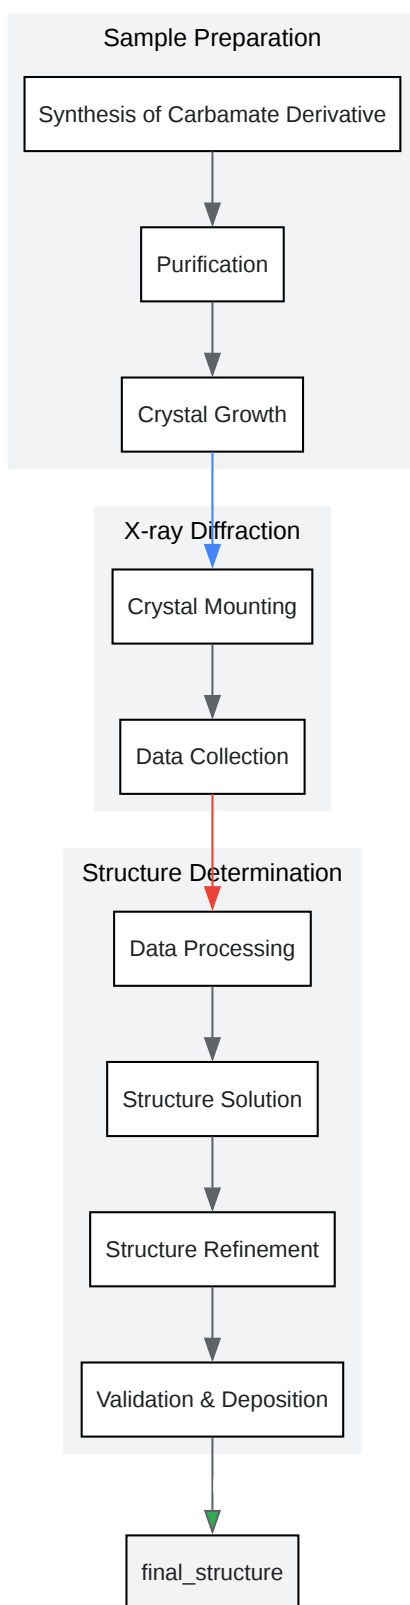 Sample Preparation
Synthesis of Carbamate Derivative
Purification
Crystal Growth
X-ray Diffraction
Crystal Mounting
Data Collection
Structure Determination
Data Processing
Structure Solution
Structure Refinement
Validation & Deposition
final_structure